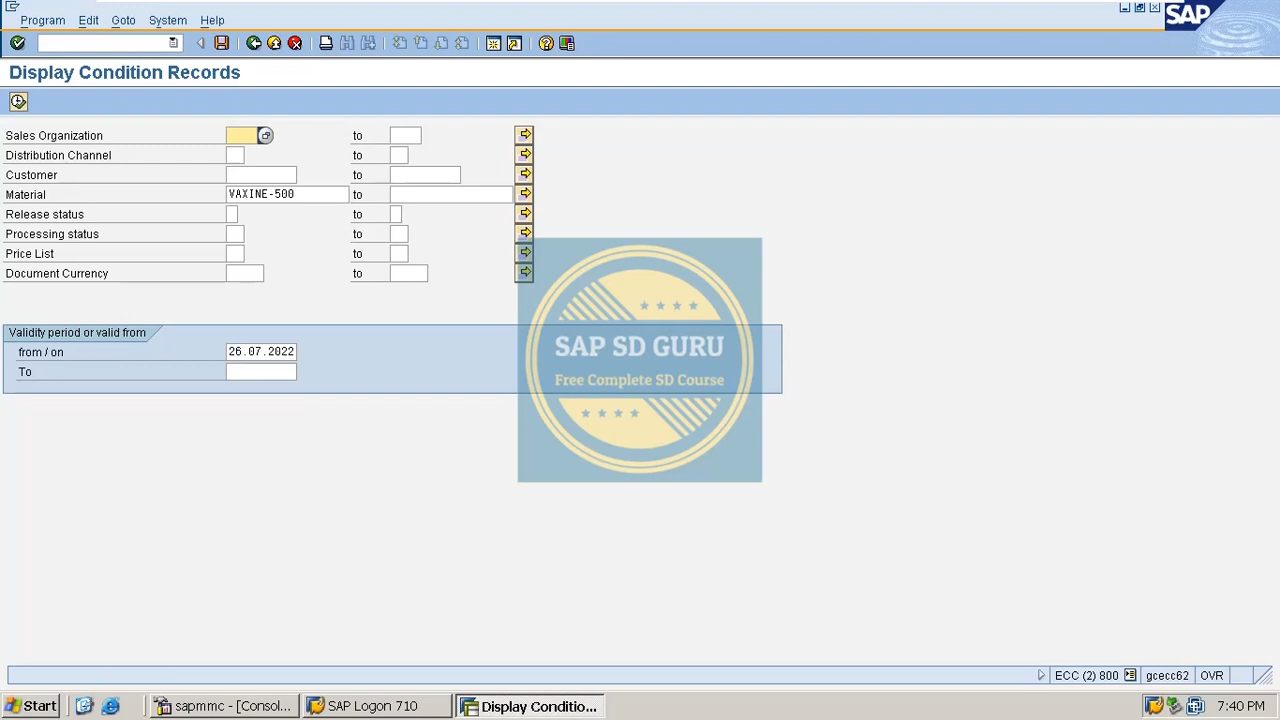 Program Edit Goto System Help
SAP
Display Condition Records
Sales Organization to
Distribution Channel to
Customer to
Material VAXINE-500 to
Release status to
Processing status to
Price List to
Document Currency to
Validity period or valid from
from / on 26.07.2022
To
SAP SD GURU
Free Complete SD Course
ECC (2) 800 gcecc62 OVR
Start sapmmc - [Consol... SAP Logon 710 Display Conditio... 7:40 PM